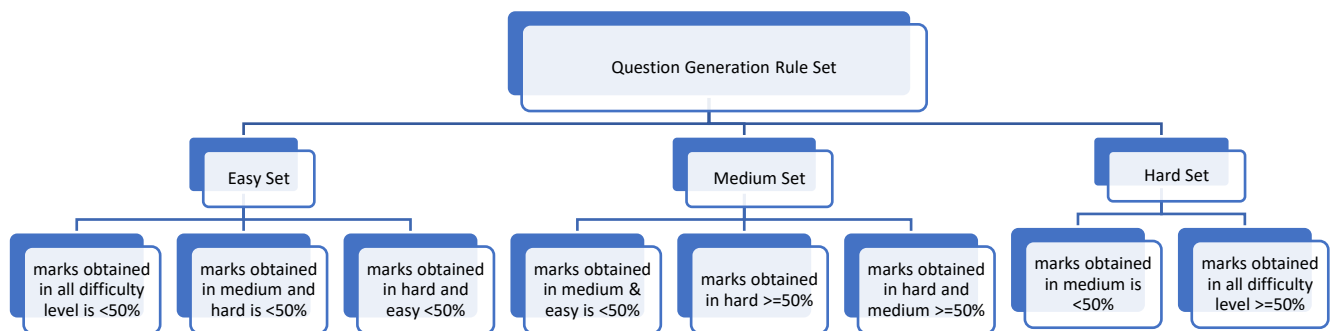 Question Generation Rule Set
Easy Set
Medium Set
Hard Set
marks obtained
in all difficulty
level is <50%
marks obtained
in medium and
hard is <50%
marks obtained
in hard and
easy <50%
marks obtained
in medium &
easy is <50%
marks obtained
in hard >=50%
marks obtained
in hard and
medium >=50%
marks obtained
in medium is
<50%
marks obtained
in all difficulty
level >=50%